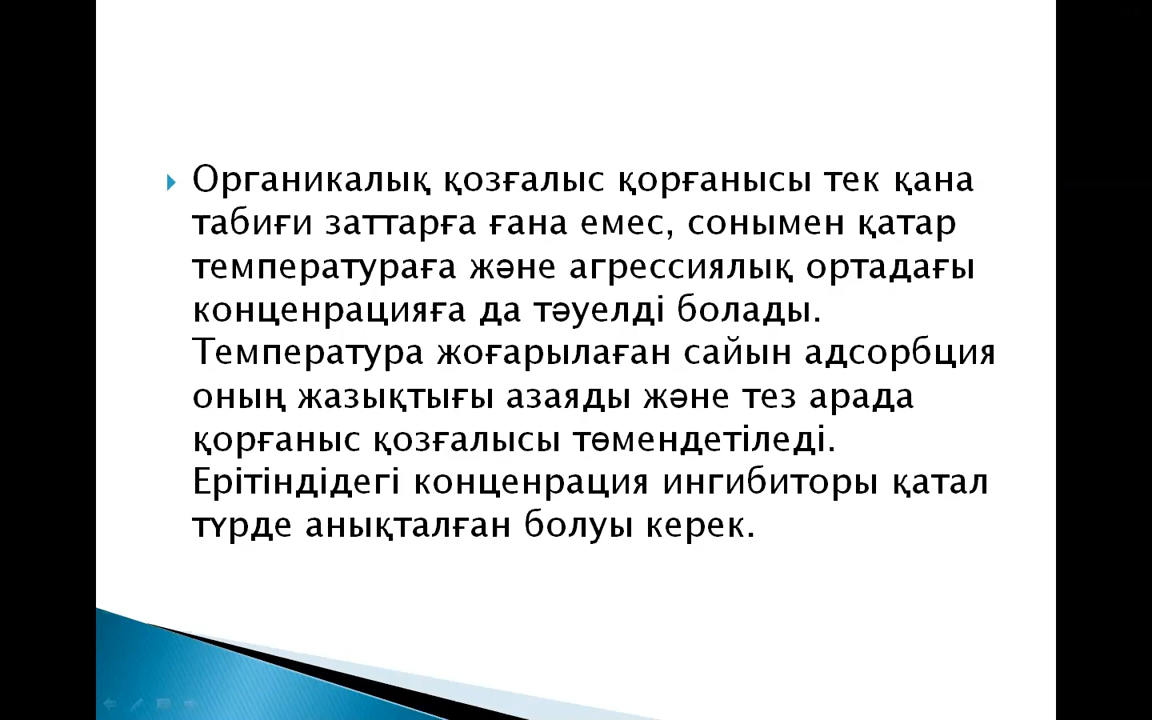 Органикалық қозғалыс қорғанысы тек қана
табиғи заттарға ғана емес, сонымен қатар
температураға және агрессиялық ортадағы
конценрацияға да тәуелді болады.
Температура жоғарылаған сайын адсорбция
оның жазықтығы азаяды және тез арада
қорғаныс қозғалысы төмендетіледі.
Ерітіндідегі конценрация ингибиторы қатал
түрде анықталған болуы керек.